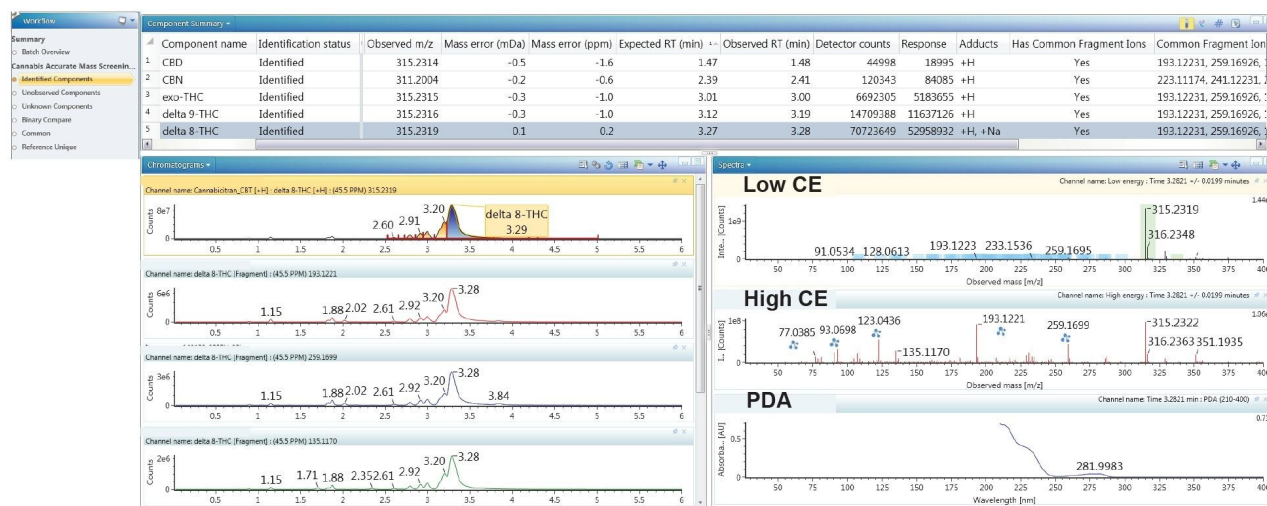 Workflow
Summary
Batch Overview
Cannabis Accurate Mass Screenin...
Identified Components
Unobserved Components
Unknown Components
Binary Compare
Common
Reference Unique
Component Summary
Component name Identification status Observed m/z Mass error (mDa) Mass error (ppm) Expected RT (min) Observed RT (min) Detector counts Response Adducts Has Common Fragment Ions Common Fragment Ion
1 CBD Identified 315.2314 -0.5 -1.6 1.47 1.48 44998 18995 +H Yes 193.12231, 259.16926,
2 CBN Identified 311.2004 -0.2 -0.6 2.39 2.41 120343 84085 +H Yes 223.11174, 241.12231,
3 exo-THC Identified 315.2315 -0.3 -1.0 3.01 3.00 6692305 5183655 +H Yes 193.12231, 259.16926,
4 delta 9-THC Identified 315.2316 -0.3 -1.0 3.12 3.19 14709388 11637126 +H Yes 193.12231, 259.16926,
5 delta 8-THC Identified 315.2319 0.1 0.2 3.27 3.28 70723649 52958932 +H, +Na Yes 193.12231, 259.16926,
Chromatograms
Channel name: Cannabicitran_CBT [+H] : delta 8-THC [+H] : (45.5 PPM) 315.2319
Counts
8e7
0
2.60 2.91 3.20
delta 8-THC
3.29
0.5 1 1.5 2 2.5 3 3.5 4 4.5 5 5.5 6
Channel name: delta 8-THC [Fragment] : (45.5 PPM) 193.1221
Counts
6e6
0
1.15 1.88 2.02 2.61 2.92 3.20 3.28
0.5 1 1.5 2 2.5 3 3.5 4 4.5 5 5.5 6
Channel name: delta 8-THC [Fragment] : (45.5 PPM) 259.1699
Counts
3e6
0
1.15 1.88 2.02 2.61 2.92 3.20 3.28 3.84
0.5 1 1.5 2 2.5 3 3.5 4 4.5 5 5.5 6
Channel name: delta 8-THC [Fragment] : (45.5 PPM) 135.1170
Counts
2e6
0
1.15 1.71 1.88 2.35 2.61 2.92 3.20 3.28
0.5 1 1.5 2 2.5 3 3.5 4 4.5 5 5.5 6
Spectra
Low CE
Channel name: Low energy : Time 3.2821 +/- 0.0199 minutes
Inte... [Counts]
1e9
0
91.0534 128.0613 193.1223 233.1536 259.1695 315.2319
316.2348
50 75 100 125 150 175 200 225 250 275 300 325 350 375 400
Observed mass [m/z]
High CE
Channel name: High energy : Time 3.2821 +/- 0.0199 minutes
I... [Counts]
1e8
0
77.0385 93.0698 123.0436 135.1170 193.1221 259.1699 315.2322
316.2363 351.1935
50 75 100 125 150 175 200 225 250 275 300 325 350 375 400
Observed mass [m/z]
PDA
Channel name: Time 3.2821 min : PDA (210-400)
Absorba... [AU]
0.5
0
281.9983
50 75 100 125 150 175 200 225 250 275 300 325 350 375 400
Wavelength [nm]